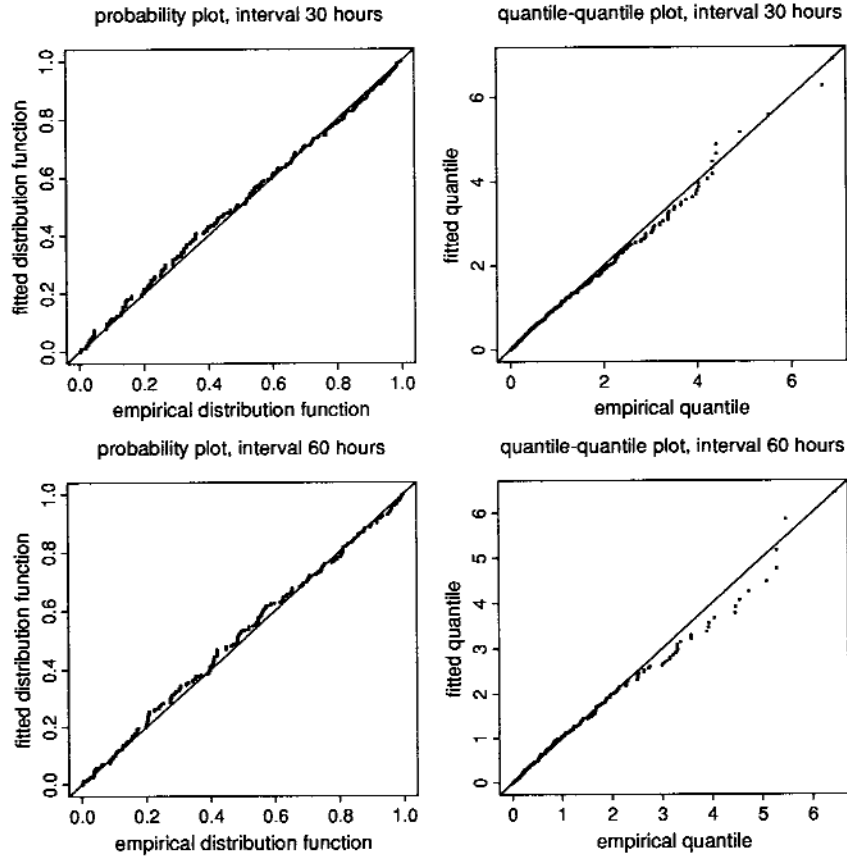 probability plot, interval 30 hours
fitted distribution function
0.0 0.2 0.4 0.6 0.8 1.0
0.0 0.2 0.4 0.6 0.8 1.0
empirical distribution function
quantile-quantile plot, interval 30 hours
fitted quantile
0 2 4 6
0 2 4 6
empirical quantile
probability plot, interval 60 hours
fitted distribution function
0.0 0.2 0.4 0.6 0.8 1.0
0.0 0.2 0.4 0.6 0.8 1.0
empirical distribution function
quantile-quantile plot, interval 60 hours
fitted quantile
0 1 2 3 4 5 6
0 1 2 3 4 5 6
empirical quantile